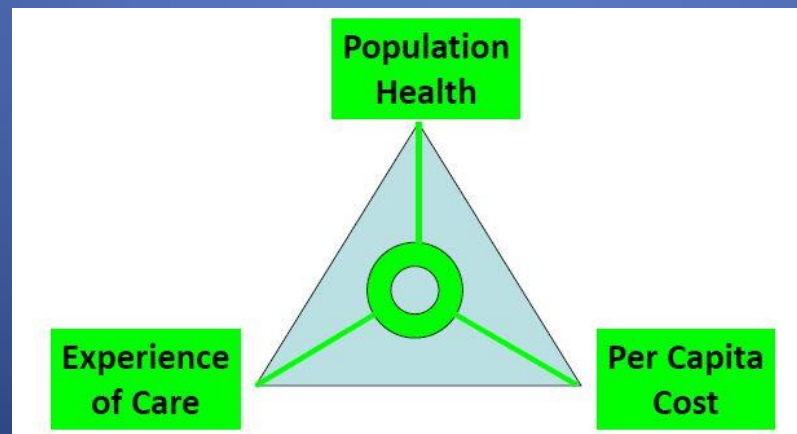 Population
Health
Experience
of Care
Per Capita
Cost